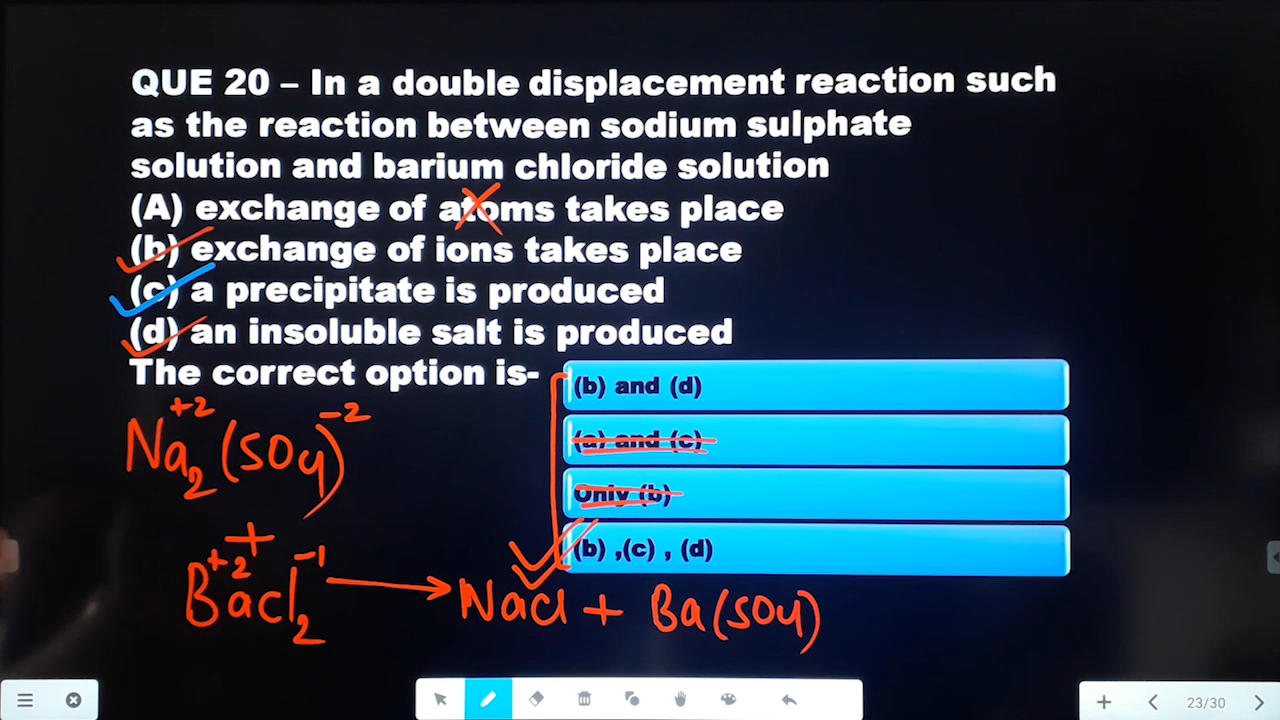 QUE 20 – In a double displacement reaction such
as the reaction between sodium sulphate
solution and barium chloride solution
(A) exchange of atoms takes place
(b) exchange of ions takes place
(c) a precipitate is produced
(d) an insoluble salt is produced
The correct option is-
(b) and (d)
(a) and (c)
Only (b)
(b) ,(c) , (d)
+2 -2
Na2(SO4)
+
+2 -1
BaCl2 → NaCl + Ba(SO4)
23/30